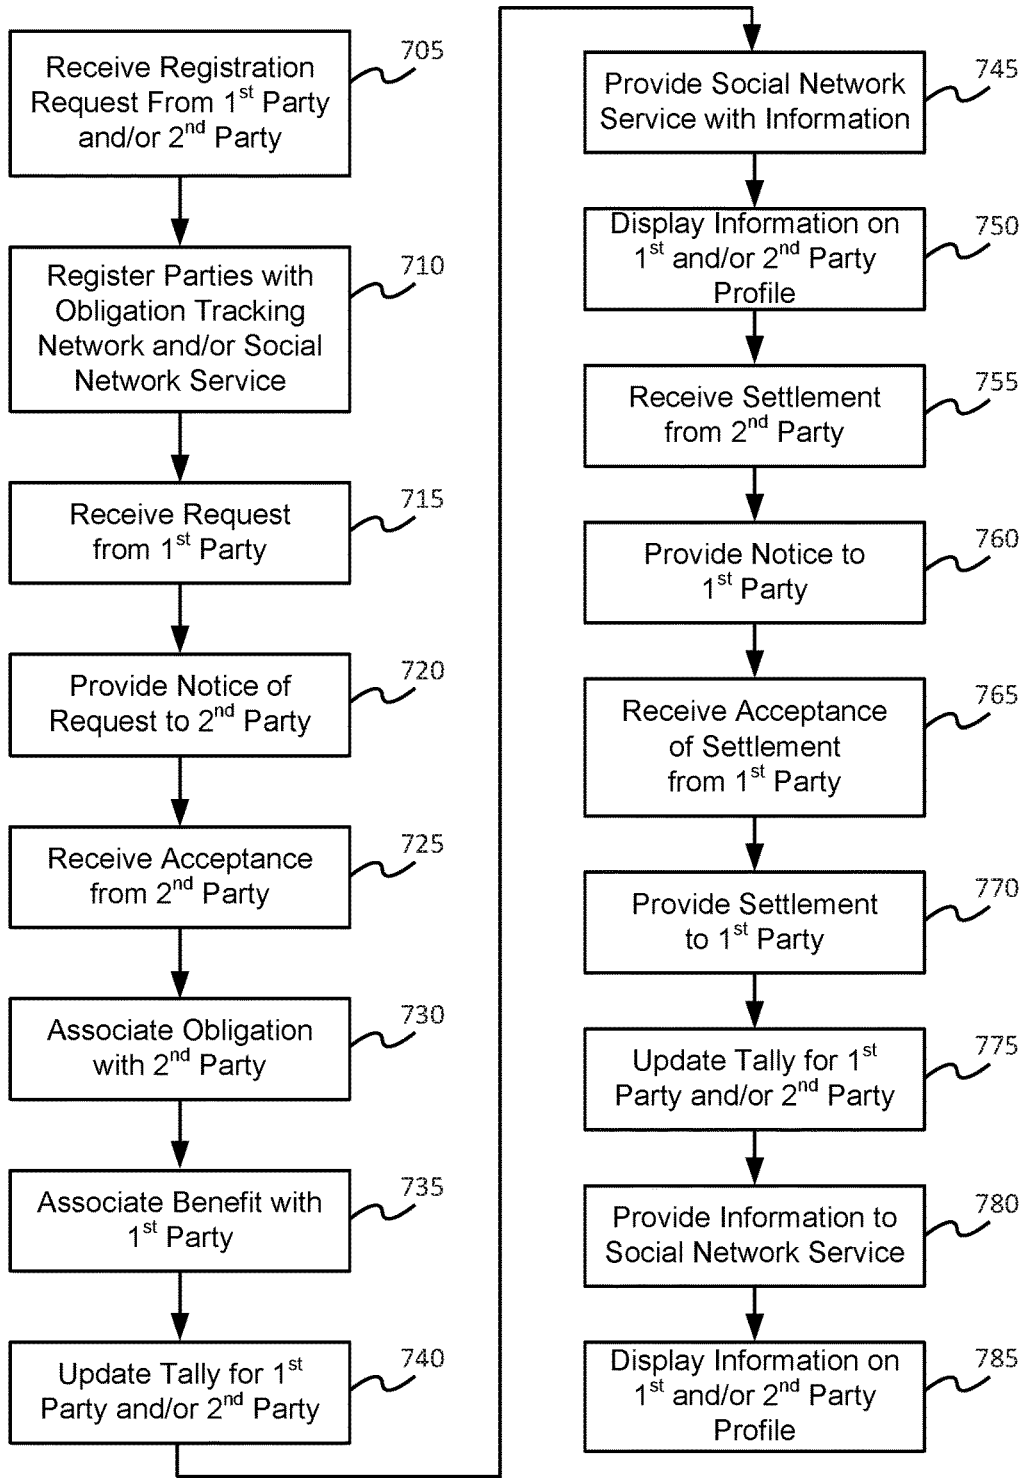 705
Receive Registration
Request From 1st Party
and/or 2nd Party
710
Register Parties with
Obligation Tracking
Network and/or Social
Network Service
715
Receive Request
from 1st Party
720
Provide Notice of
Request to 2nd Party
725
Receive Acceptance
from 2nd Party
730
Associate Obligation
with 2nd Party
735
Associate Benefit with
1st Party
740
Update Tally for 1st
Party and/or 2nd Party
745
Provide Social Network
Service with Information
750
Display Information on
1st and/or 2nd Party
Profile
755
Receive Settlement
from 2nd Party
760
Provide Notice to
1st Party
765
Receive Acceptance
of Settlement
from 1st Party
770
Provide Settlement
to 1st Party
775
Update Tally for 1st
Party and/or 2nd Party
780
Provide Information to
Social Network Service
785
Display Information on
1st and/or 2nd Party
Profile